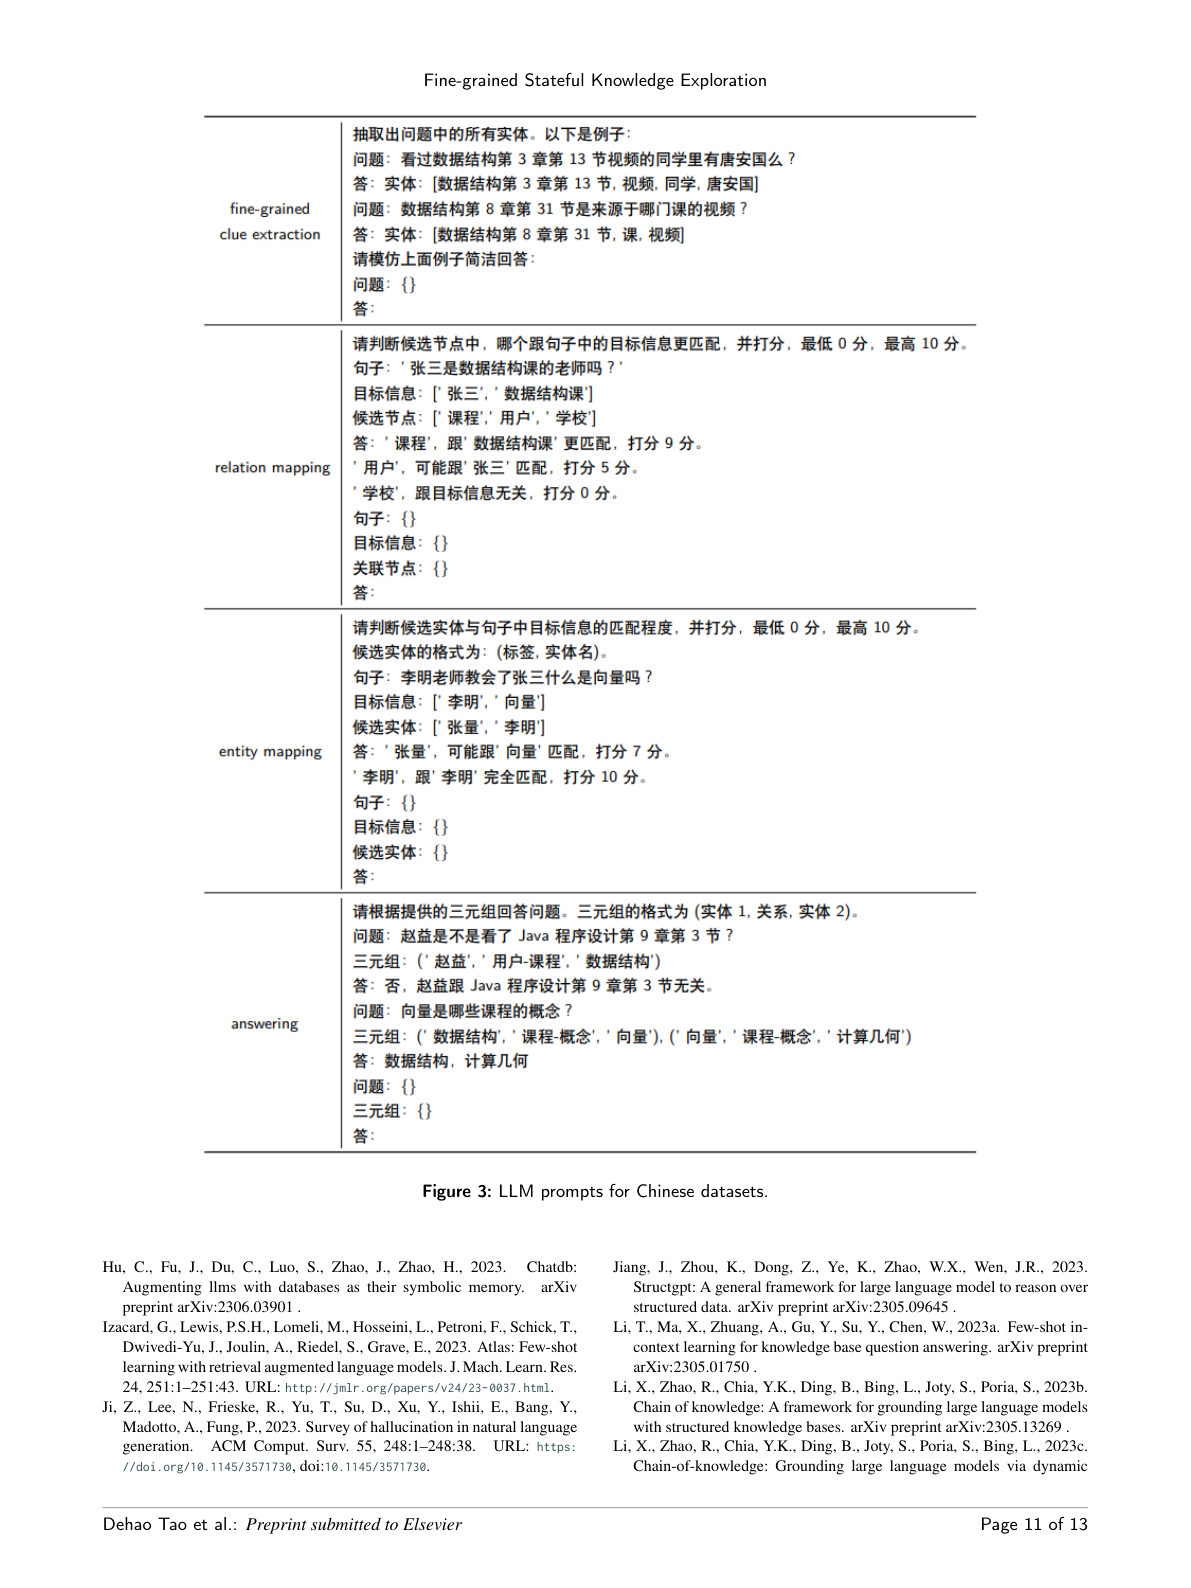 Fine-grained Stateful Knowledge Exploration
fine-grained
clue extraction
抽取出问题中的所有实体。以下是例子：
问题：看过数据结构第 3 章第 13 节视频的同学里有唐安国么？
答：实体：[数据结构第 3 章第 13 节, 视频, 同学, 唐安国]
问题：数据结构第 8 章第 31 节是来源于哪门课的视频？
答：实体：[数据结构第 8 章第 31 节, 课, 视频]
请模仿上面例子简洁回答：
问题：{}
答：
relation mapping
请判断候选节点中，哪个跟句子中的目标信息更匹配，并打分，最低 0 分，最高 10 分。
句子：' 张三是数据结构课的老师吗？'
目标信息：[' 张三', ' 数据结构课']
候选节点：[' 课程',' 用户', ' 学校']
答：' 课程'，跟' 数据结构课' 更匹配，打分 9 分。
' 用户'，可能跟' 张三' 匹配，打分 5 分。
' 学校'，跟目标信息无关，打分 0 分。
句子：{}
目标信息：{}
关联节点：{}
答：
entity mapping
请判断候选实体与句子中目标信息的匹配程度，并打分，最低 0 分，最高 10 分。
候选实体的格式为：(标签, 实体名)。
句子：李明老师教会了张三什么是向量吗？
目标信息：[' 李明', ' 向量']
候选实体：[' 张量', ' 李明']
答：' 张量'，可能跟' 向量' 匹配，打分 7 分。
' 李明'，跟' 李明' 完全匹配，打分 10 分。
句子：{}
目标信息：{}
候选实体：{}
答：
answering
请根据提供的三元组回答问题。三元组的格式为 (实体 1, 关系, 实体 2)。
问题：赵益是不是看了 Java 程序设计第 9 章第 3 节？
三元组：(' 赵益', ' 用户-课程', ' 数据结构')
答：否，赵益跟 Java 程序设计第 9 章第 3 节无关。
问题：向量是哪些课程的概念？
三元组：(' 数据结构', ' 课程-概念', ' 向量'), (' 向量', ' 课程-概念', ' 计算几何')
答：数据结构，计算几何
问题：{}
三元组：{}
答：
Figure 3: LLM prompts for Chinese datasets.
Hu, C., Fu, J., Du, C., Luo, S., Zhao, J., Zhao, H., 2023. Chatdb:
Augmenting llms with databases as their symbolic memory. arXiv
preprint arXiv:2306.03901 .
Izacard, G., Lewis, P.S.H., Lomeli, M., Hosseini, L., Petroni, F., Schick, T.,
Dwivedi-Yu, J., Joulin, A., Riedel, S., Grave, E., 2023. Atlas: Few-shot
learning with retrieval augmented language models. J. Mach. Learn. Res.
24, 251:1–251:43. URL: http://jmlr.org/papers/v24/23-0037.html.
Ji, Z., Lee, N., Frieske, R., Yu, T., Su, D., Xu, Y., Ishii, E., Bang, Y.,
Madotto, A., Fung, P., 2023. Survey of hallucination in natural language
generation. ACM Comput. Surv. 55, 248:1–248:38. URL: https:
//doi.org/10.1145/3571730, doi:10.1145/3571730.
Jiang, J., Zhou, K., Dong, Z., Ye, K., Zhao, W.X., Wen, J.R., 2023.
Structgpt: A general framework for large language model to reason over
structured data. arXiv preprint arXiv:2305.09645 .
Li, T., Ma, X., Zhuang, A., Gu, Y., Su, Y., Chen, W., 2023a. Few-shot in-
context learning for knowledge base question answering. arXiv preprint
arXiv:2305.01750 .
Li, X., Zhao, R., Chia, Y.K., Ding, B., Bing, L., Joty, S., Poria, S., 2023b.
Chain of knowledge: A framework for grounding large language models
with structured knowledge bases. arXiv preprint arXiv:2305.13269 .
Li, X., Zhao, R., Chia, Y.K., Ding, B., Joty, S., Poria, S., Bing, L., 2023c.
Chain-of-knowledge: Grounding large language models via dynamic
Dehao Tao et al.: Preprint submitted to Elsevier
Page 11 of 13